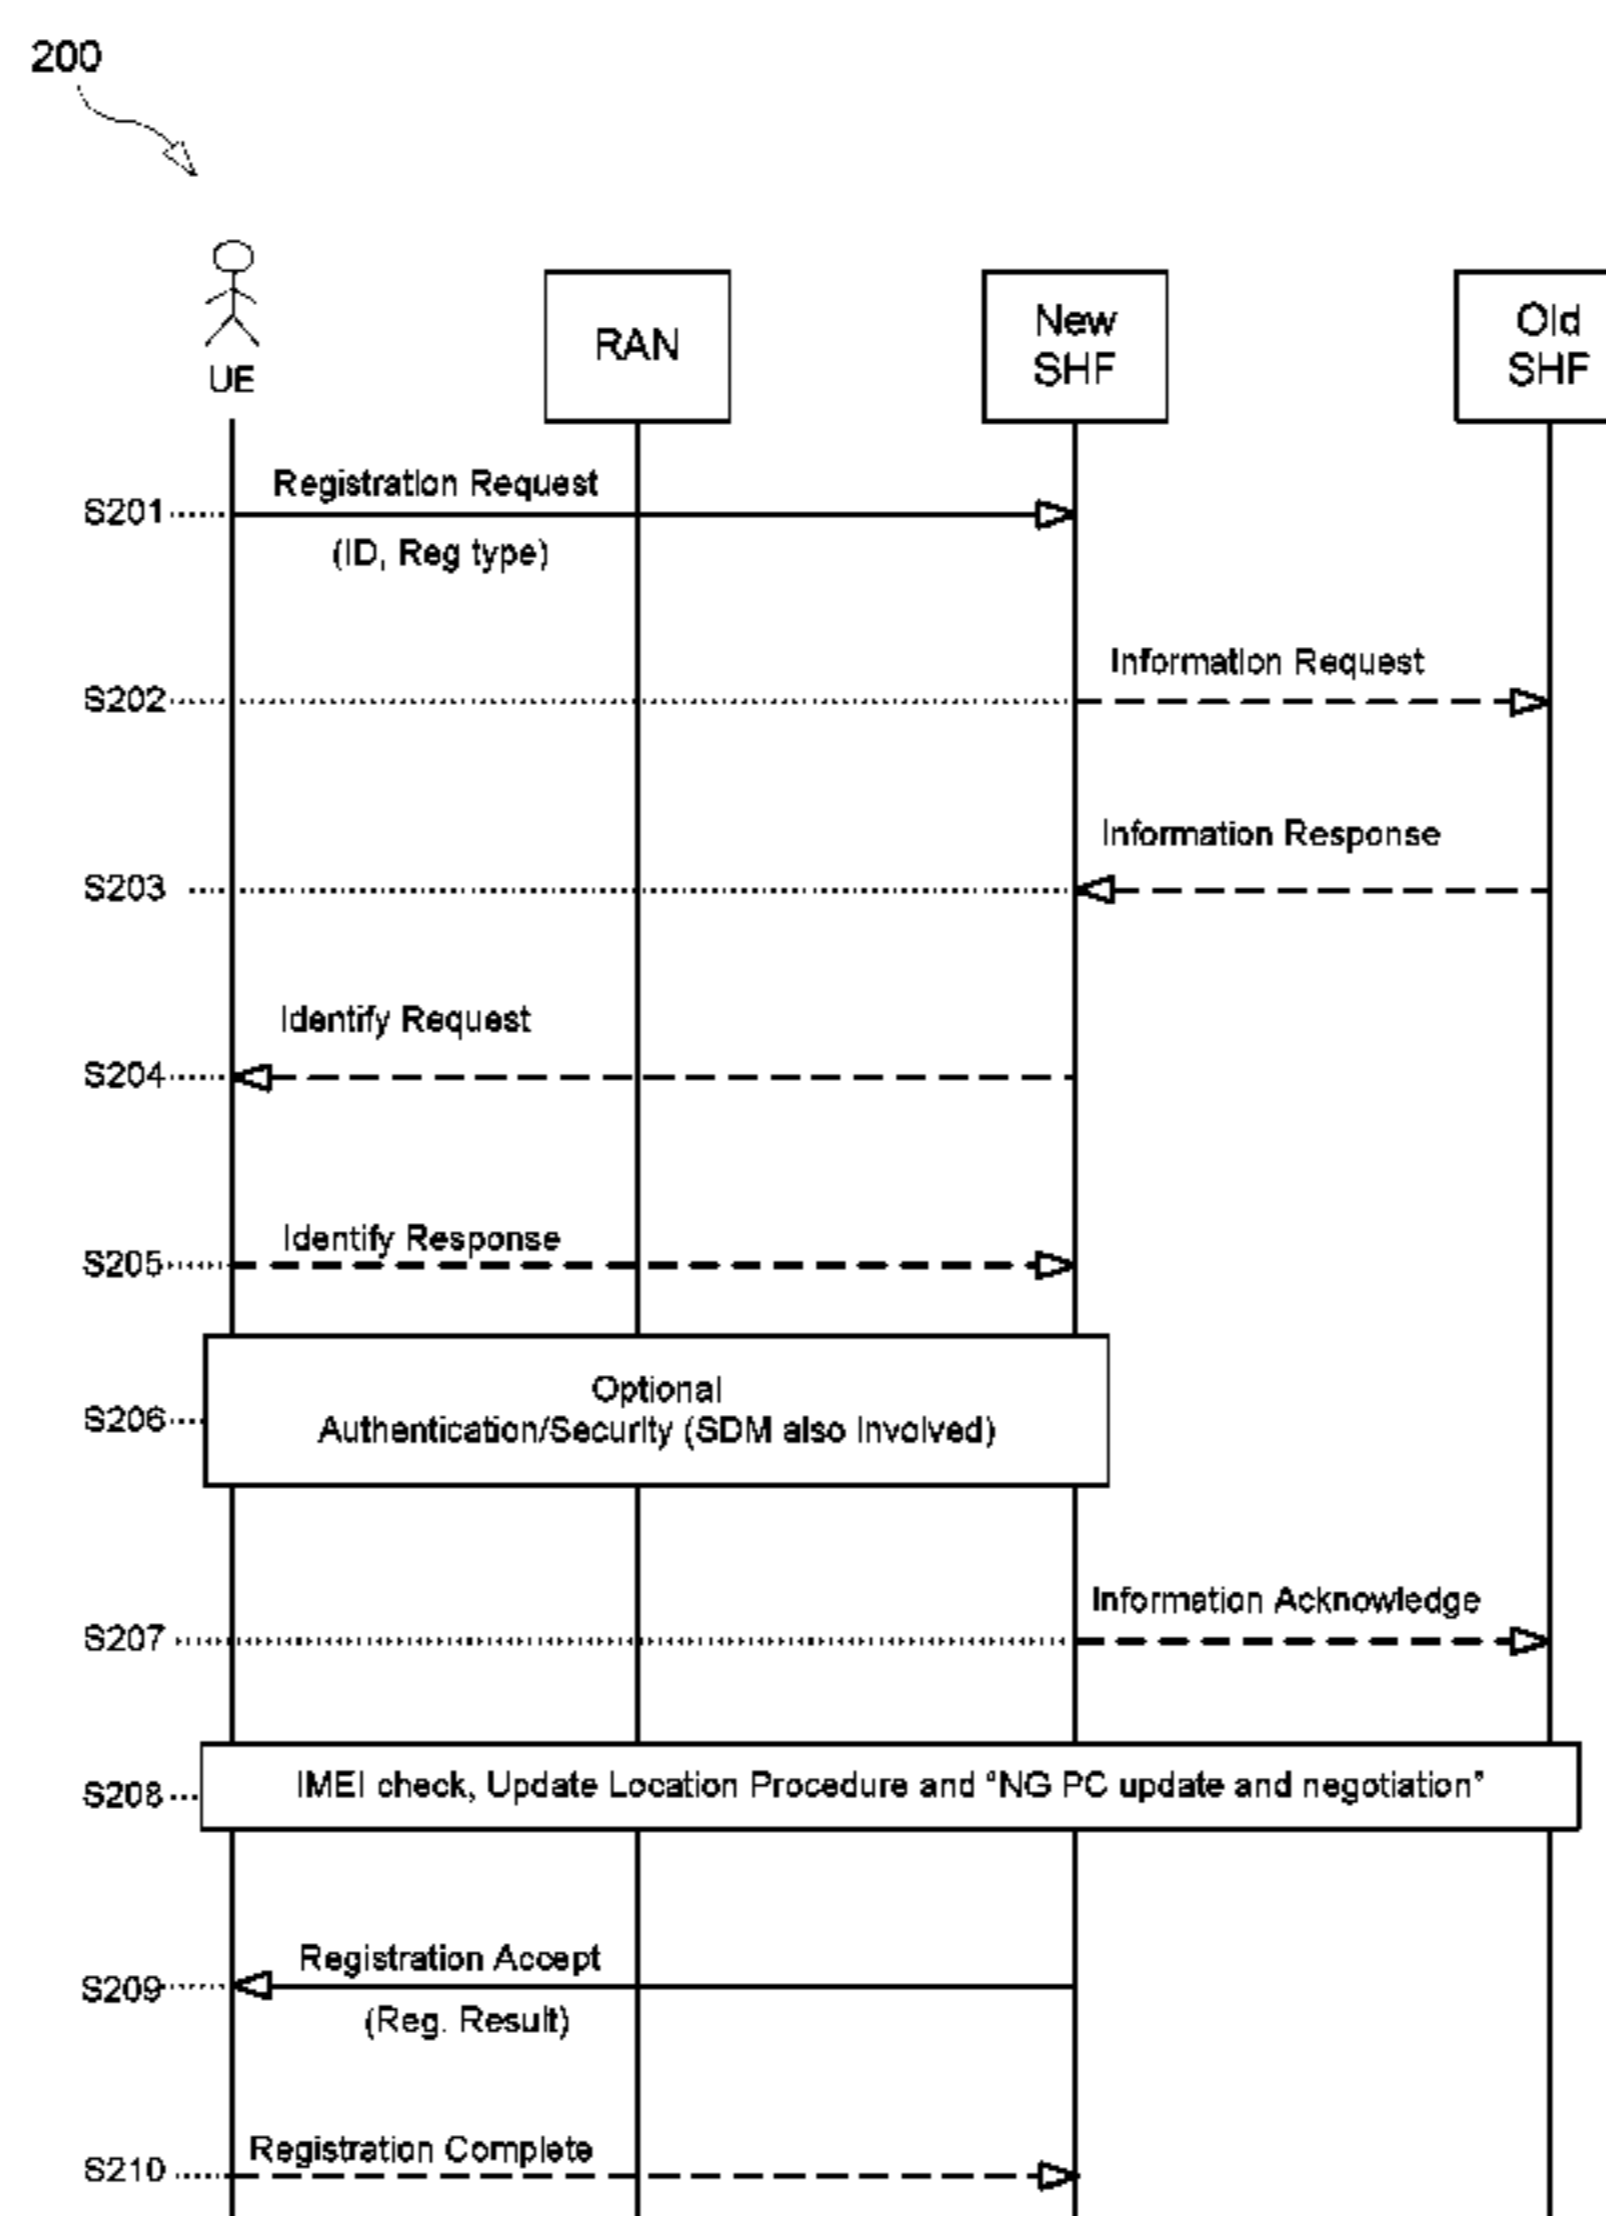 200
UE
RAN
New
SHF
Old
SHF
Registration Request
S201
(ID, Reg type)
Information Request
S202
Information Response
S203
Identify Request
S204
Identify Response
S205
Optional
Authentication/Security (SDM also Involved)
S206
Information Acknowledge
S207
IMEI check, Update Location Procedure and “NG PC update and negotiation”
S208
Registration Accept
S209
(Reg. Result)
Registration Complete
S210